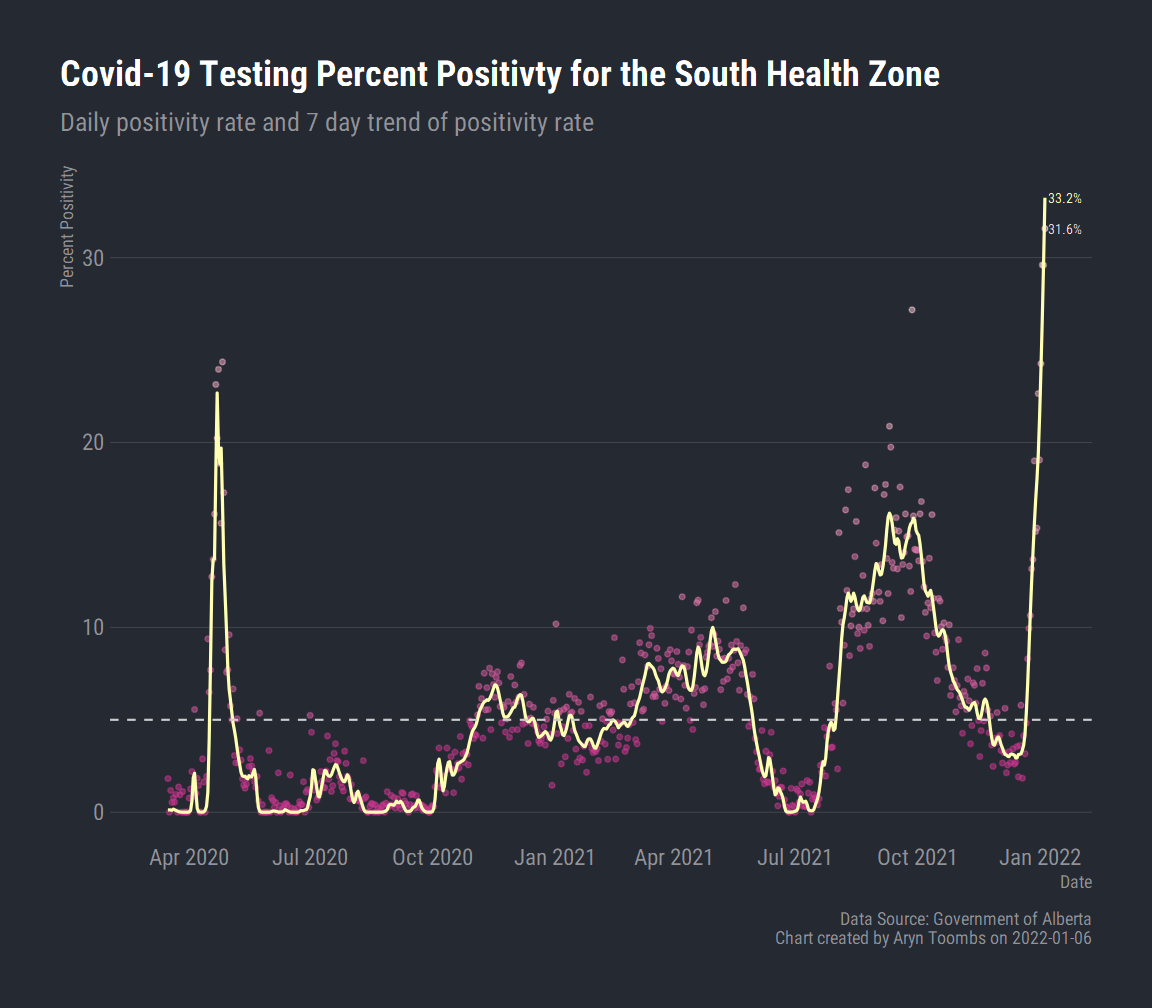 Covid-19 Testing Percent Positivty for the South Health Zone
Daily positivity rate and 7 day trend of positivity rate
Percent Positivity
33.2%
31.6%
30
20
10
0
Apr 2020 Jul 2020 Oct 2020 Jan 2021 Apr 2021 Jul 2021 Oct 2021 Jan 2022
Date
Data Source: Government of Alberta
Chart created by Aryn Toombs on 2022-01-06